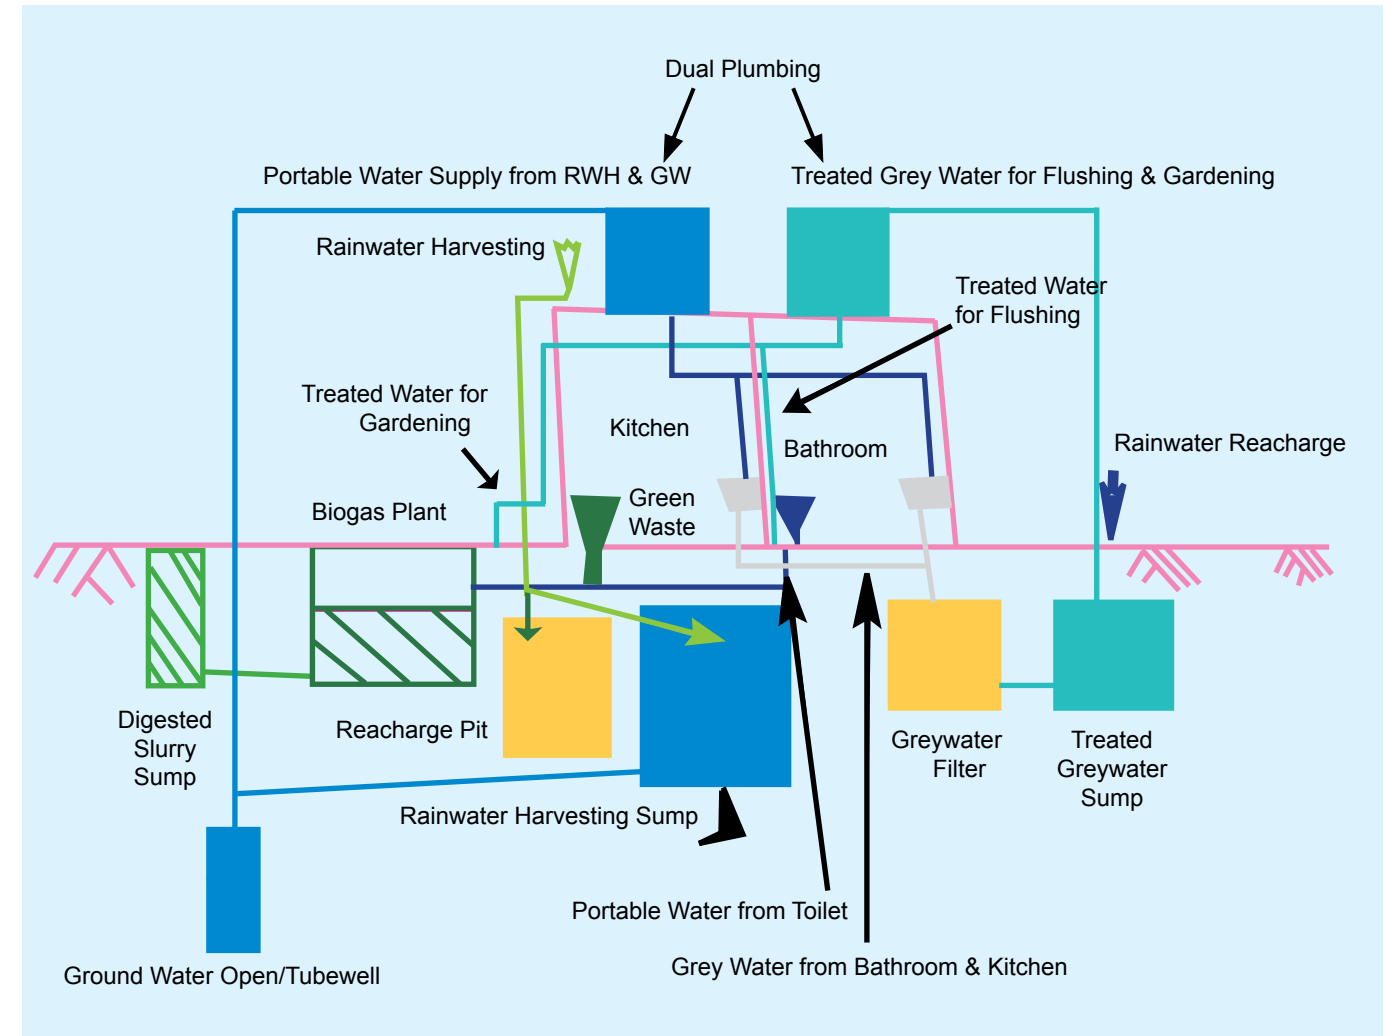 Dual Plumbing
Portable Water Supply from RWH & GW
Treated Grey Water for Flushing & Gardening
Rainwater Harvesting
Treated Water
for Flushing
Treated Water for
Gardening
Kitchen
Bathroom
Rainwater Reacharge
Biogas Plant
Green
Waste
Digested
Slurry
Sump
Reacharge Pit
Greywater
Filter
Treated
Greywater
Sump
Rainwater Harvesting Sump
Portable Water from Toilet
Grey Water from Bathroom & Kitchen
Ground Water Open/Tubewell